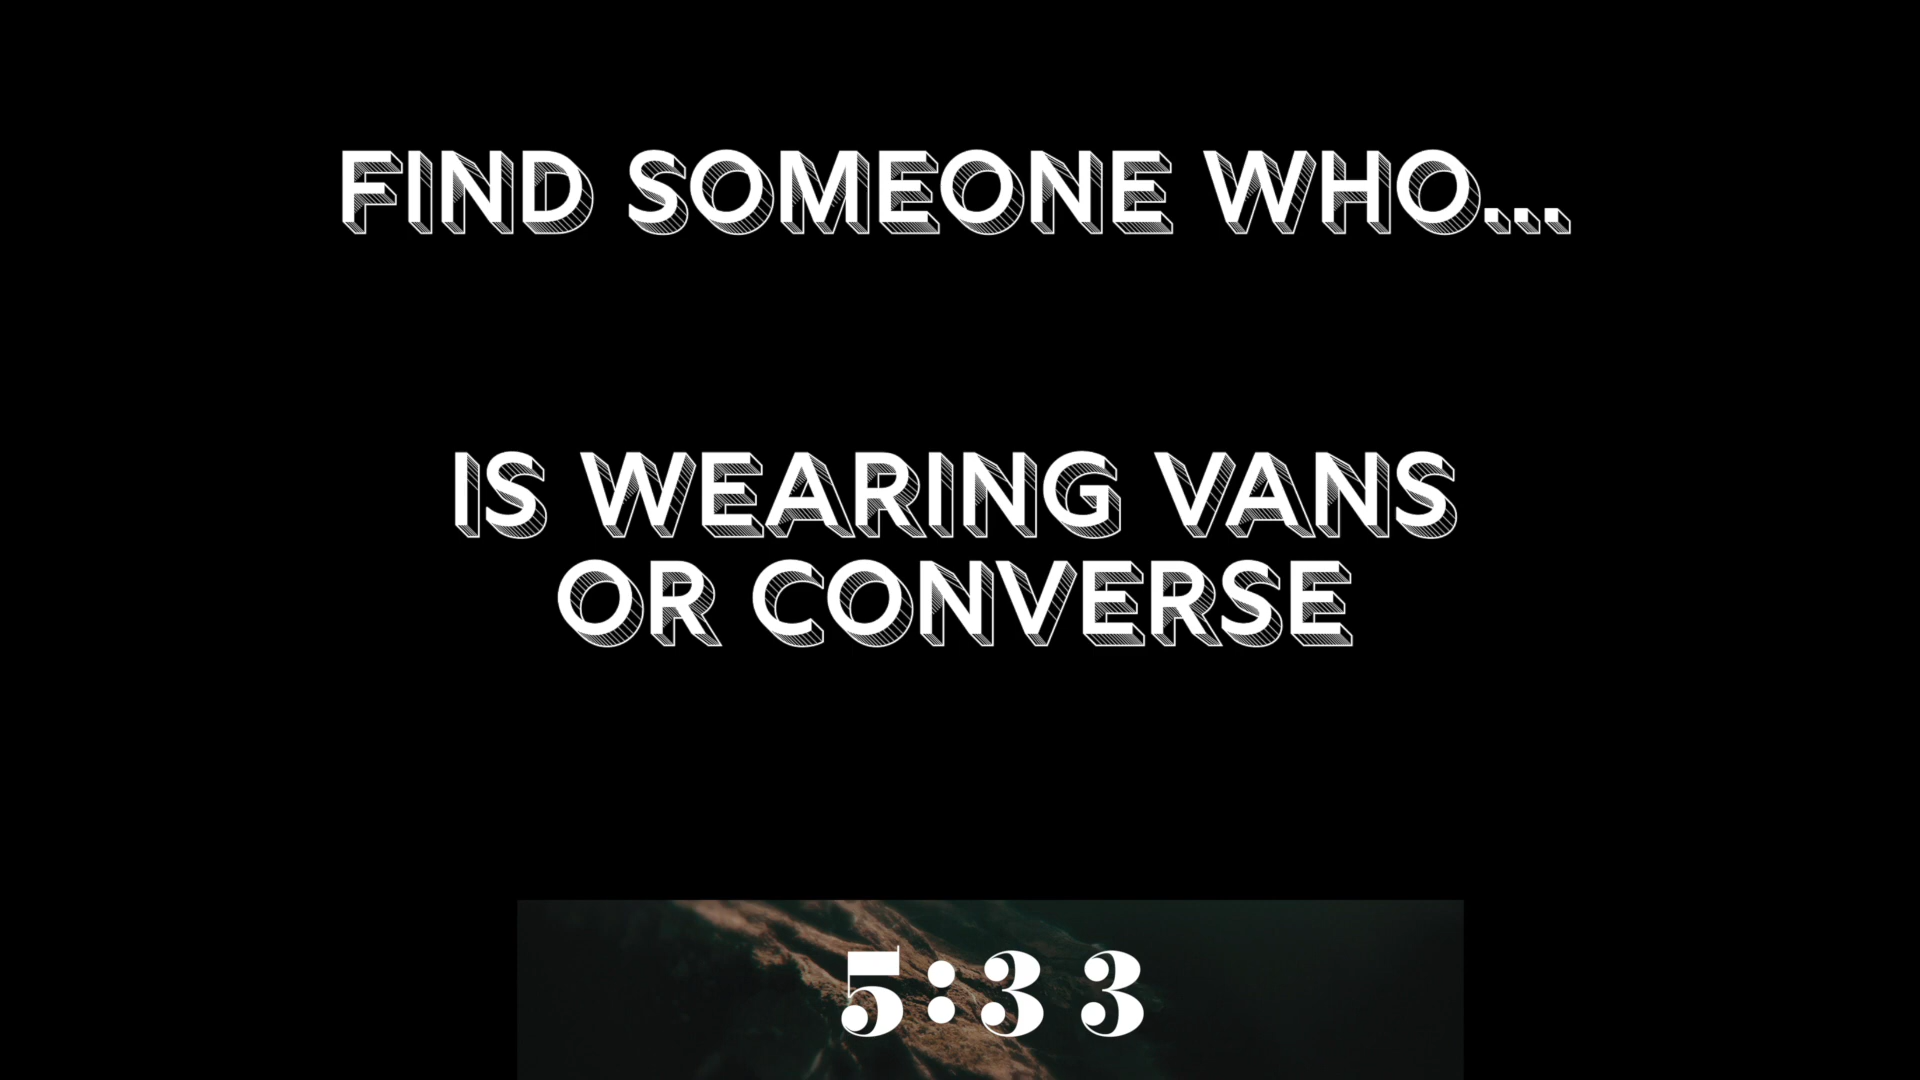 FIND SOMEONE WHO...
IS WEARING VANS
OR CONVERSE
5:33